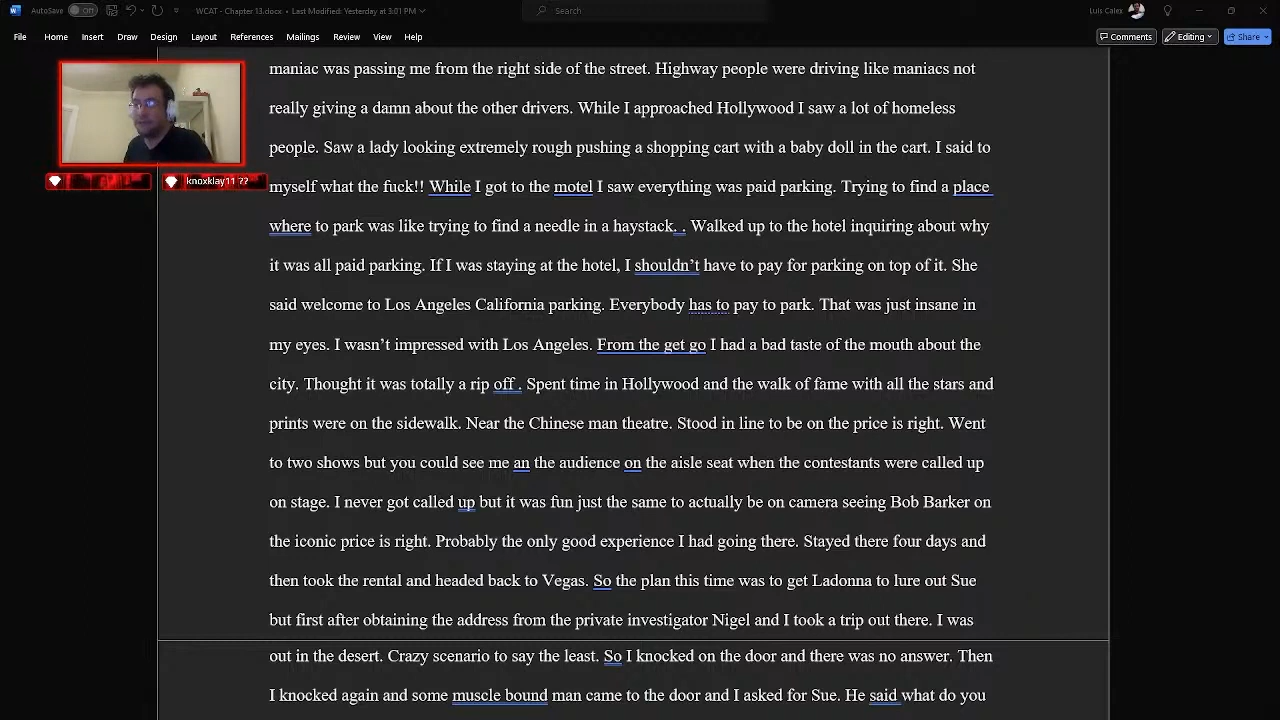 AutoSave Off WCAT - Chapter 13.docx • Last Modified: Yesterday at 3:01 PM Search Luis Calex
File Home Insert Draw Design Layout References Mailings Review View Help Comments Editing Share
maniac was passing me from the right side of the street. Highway people were driving like maniacs not
really giving a damn about the other drivers. While I approached Hollywood I saw a lot of homeless
people. Saw a lady looking extremely rough pushing a shopping cart with a baby doll in the cart. I said to
knoxklay11 ??
myself what the fuck!! While I got to the motel I saw everything was paid parking. Trying to find a place
where to park was like trying to find a needle in a haystack. . Walked up to the hotel inquiring about why
it was all paid parking. If I was staying at the hotel, I shouldn’t have to pay for parking on top of it. She
said welcome to Los Angeles California parking. Everybody has to pay to park. That was just insane in
my eyes. I wasn’t impressed with Los Angeles. From the get go I had a bad taste of the mouth about the
city. Thought it was totally a rip off . Spent time in Hollywood and the walk of fame with all the stars and
prints were on the sidewalk. Near the Chinese man theatre. Stood in line to be on the price is right. Went
to two shows but you could see me an the audience on the aisle seat when the contestants were called up
on stage. I never got called up but it was fun just the same to actually be on camera seeing Bob Barker on
the iconic price is right. Probably the only good experience I had going there. Stayed there four days and
then took the rental and headed back to Vegas. So the plan this time was to get Ladonna to lure out Sue
but first after obtaining the address from the private investigator Nigel and I took a trip out there. I was
out in the desert. Crazy scenario to say the least. So I knocked on the door and there was no answer. Then
I knocked again and some muscle bound man came to the door and I asked for Sue. He said what do you